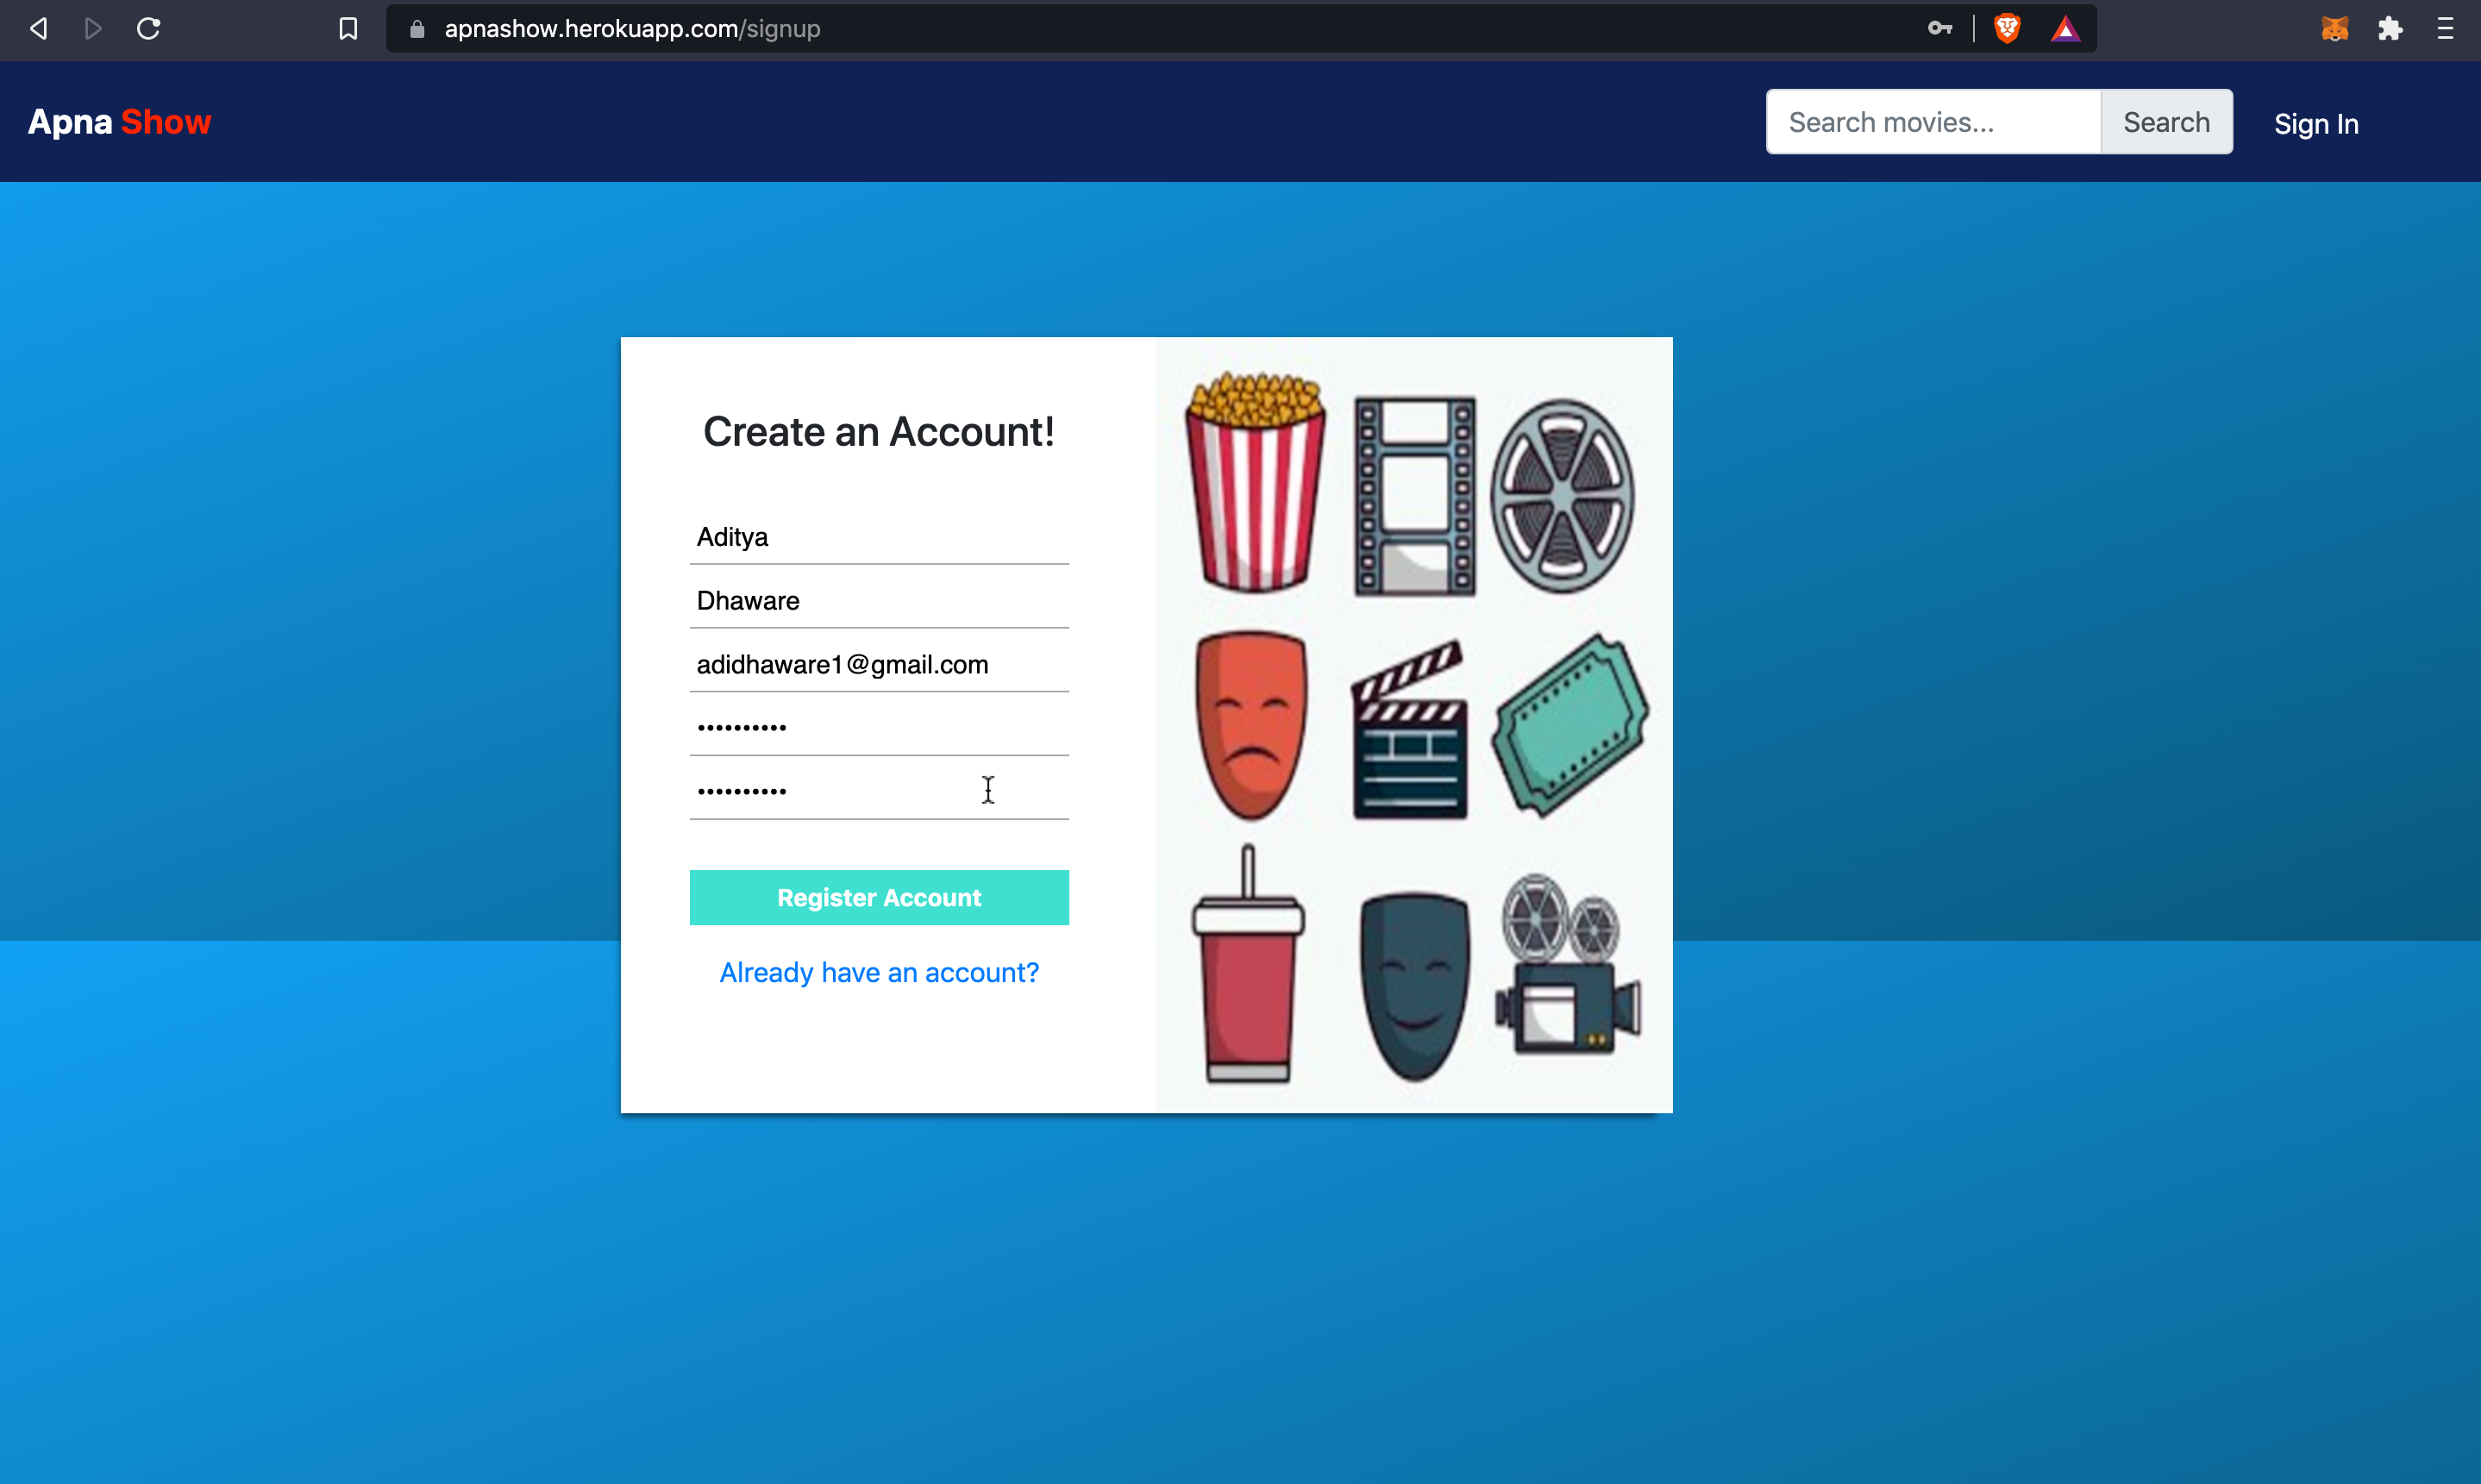 apnashow.herokuapp.com/signup
Apna Show
Search movies...
Search
Sign In
Create an Account!
Aditya
Dhaware
adidhaware1@gmail.com
••••••••••
••••••••••
Register Account
Already have an account?